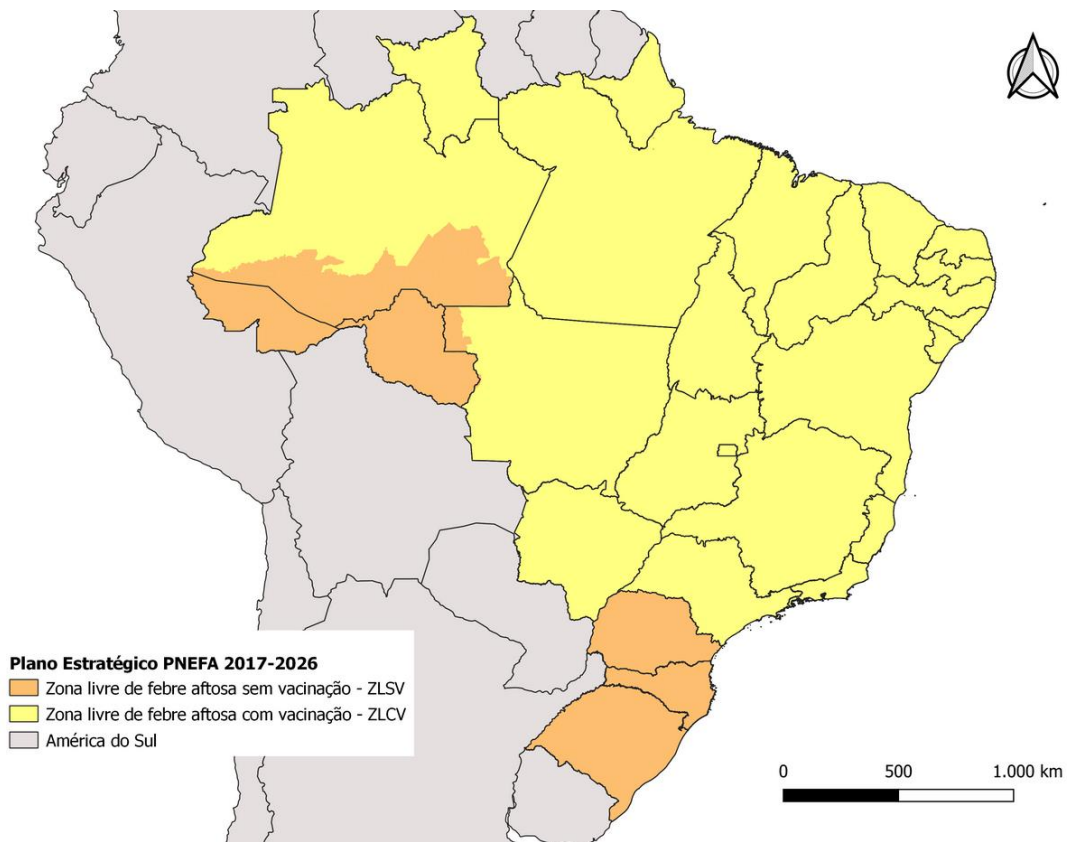 Plano Estratégico PNEFA 2017-2026
Zona livre de febre aftosa sem vacinação - ZLSV
Zona livre de febre aftosa com vacinação - ZLCV
América do Sul
0 500 1.000 km